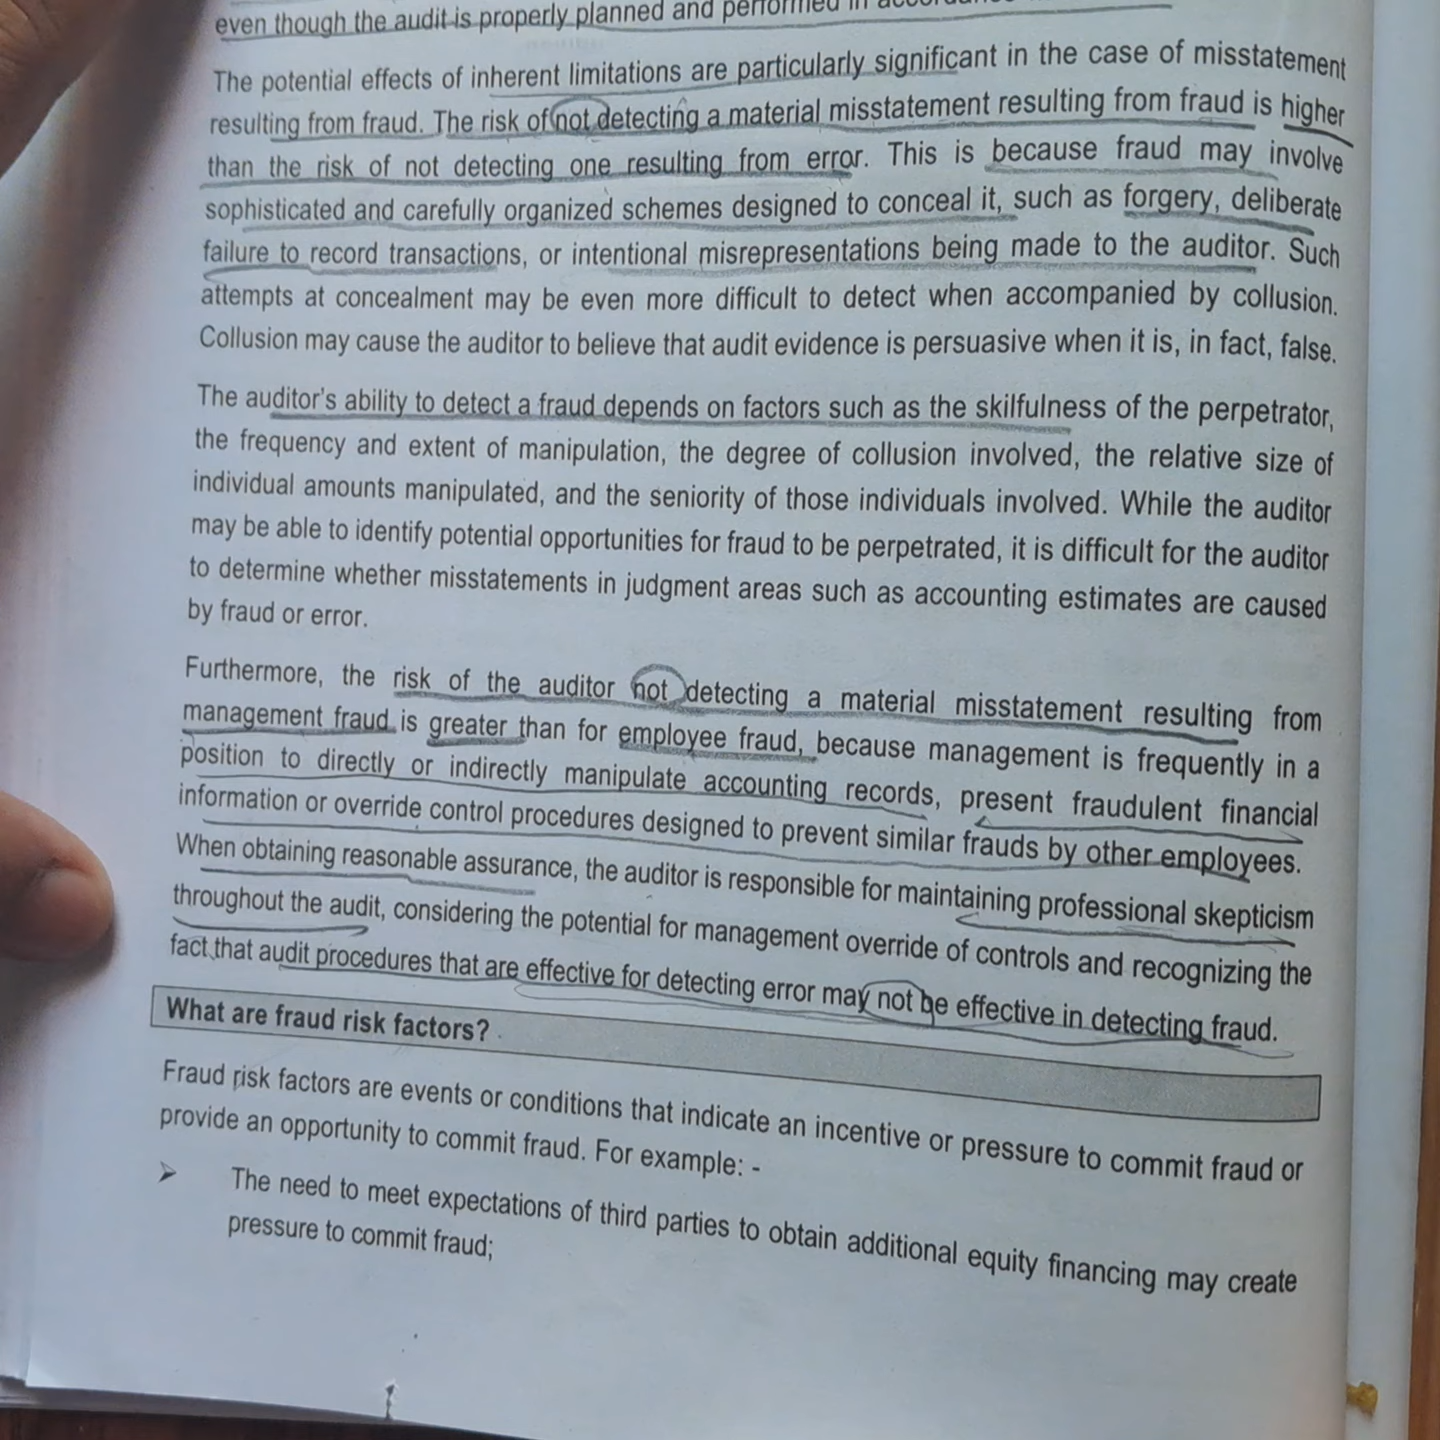 even though the audit is properly planned and performed in
The potential effects of inherent limitations are particularly significant in the case of misstatement
resulting from fraud. The risk of not detecting a material misstatement resulting from fraud is higher
than the risk of not detecting one resulting from error. This is because fraud may involve
sophisticated and carefully organized schemes designed to conceal it, such as forgery, deliberate
failure to record transactions, or intentional misrepresentations being made to the auditor. Such
attempts at concealment may be even more difficult to detect when accompanied by collusion.
Collusion may cause the auditor to believe that audit evidence is persuasive when it is, in fact, false.
The auditor's ability to detect a fraud depends on factors such as the skilfulness of the perpetrator,
the frequency and extent of manipulation, the degree of collusion involved, the relative size of
individual amounts manipulated, and the seniority of those individuals involved. While the auditor
may be able to identify potential opportunities for fraud to be perpetrated, it is difficult for the auditor
to determine whether misstatements in judgment areas such as accounting estimates are caused
by fraud or error.
Furthermore, the risk of the auditor not detecting a material misstatement resulting from
management fraud is greater than for employee fraud, because management is frequently in a
position to directly or indirectly manipulate accounting records, present fraudulent financial
information or override control procedures designed to prevent similar frauds by other employees.
When obtaining reasonable assurance, the auditor is responsible for maintaining professional skepticism
throughout the audit, considering the potential for management override of controls and recognizing the
fact that audit procedures that are effective for detecting error may not be effective in detecting fraud.
What are fraud risk factors?
Fraud risk factors are events or conditions that indicate an incentive or pressure to commit fraud or
provide an opportunity to commit fraud. For example: -
➢ The need to meet expectations of third parties to obtain additional equity financing may create
pressure to commit fraud;